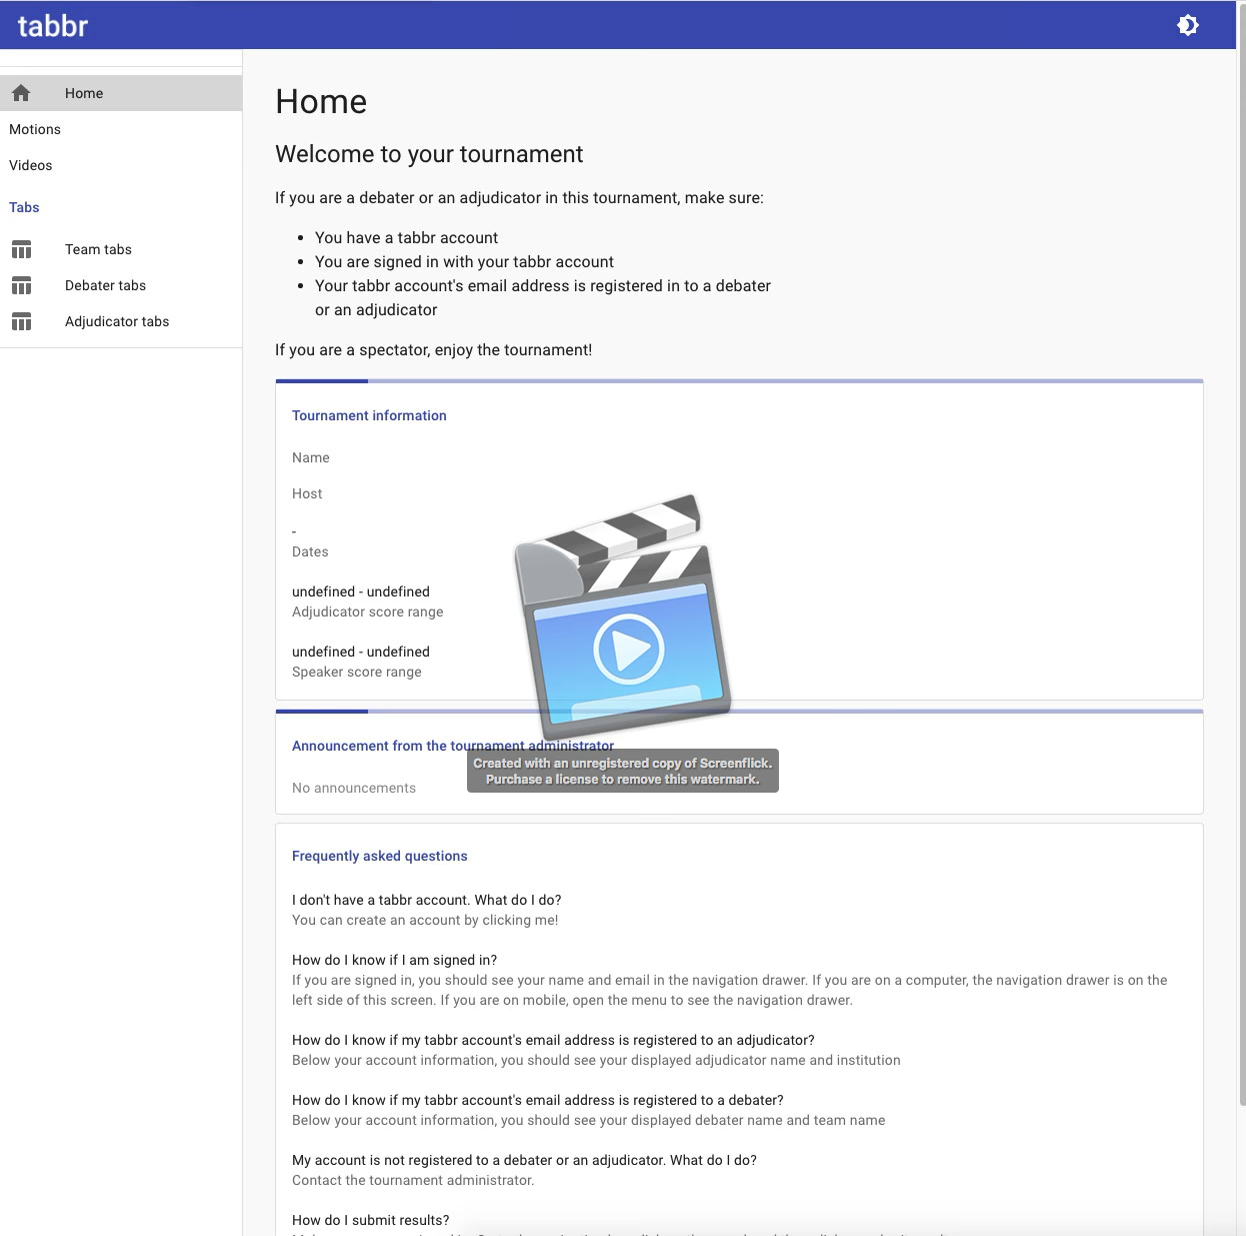 tabbr
Home
Motions
Videos
Tabs
Team tabs
Debater tabs
Adjudicator tabs
Home
Welcome to your tournament
If you are a debater or an adjudicator in this tournament, make sure:
• You have a tabbr account
• You are signed in with your tabbr account
• Your tabbr account's email address is registered in to a debater
or an adjudicator
If you are a spectator, enjoy the tournament!
Tournament information
Name
Host
-
Dates
undefined - undefined
Adjudicator score range
undefined - undefined
Speaker score range
Announcement from the tournament administrator
Created with an unregistered copy of Screenflick.
Purchase a license to remove this watermark.
No announcements
Frequently asked questions
I don't have a tabbr account. What do I do?
You can create an account by clicking me!
How do I know if I am signed in?
If you are signed in, you should see your name and email in the navigation drawer. If you are on a computer, the navigation drawer is on the
left side of this screen. If you are on mobile, open the menu to see the navigation drawer.
How do I know if my tabbr account's email address is registered to an adjudicator?
Below your account information, you should see your displayed adjudicator name and institution
How do I know if my tabbr account's email address is registered to a debater?
Below your account information, you should see your displayed debater name and team name
My account is not registered to a debater or an adjudicator. What do I do?
Contact the tournament administrator.
How do I submit results?